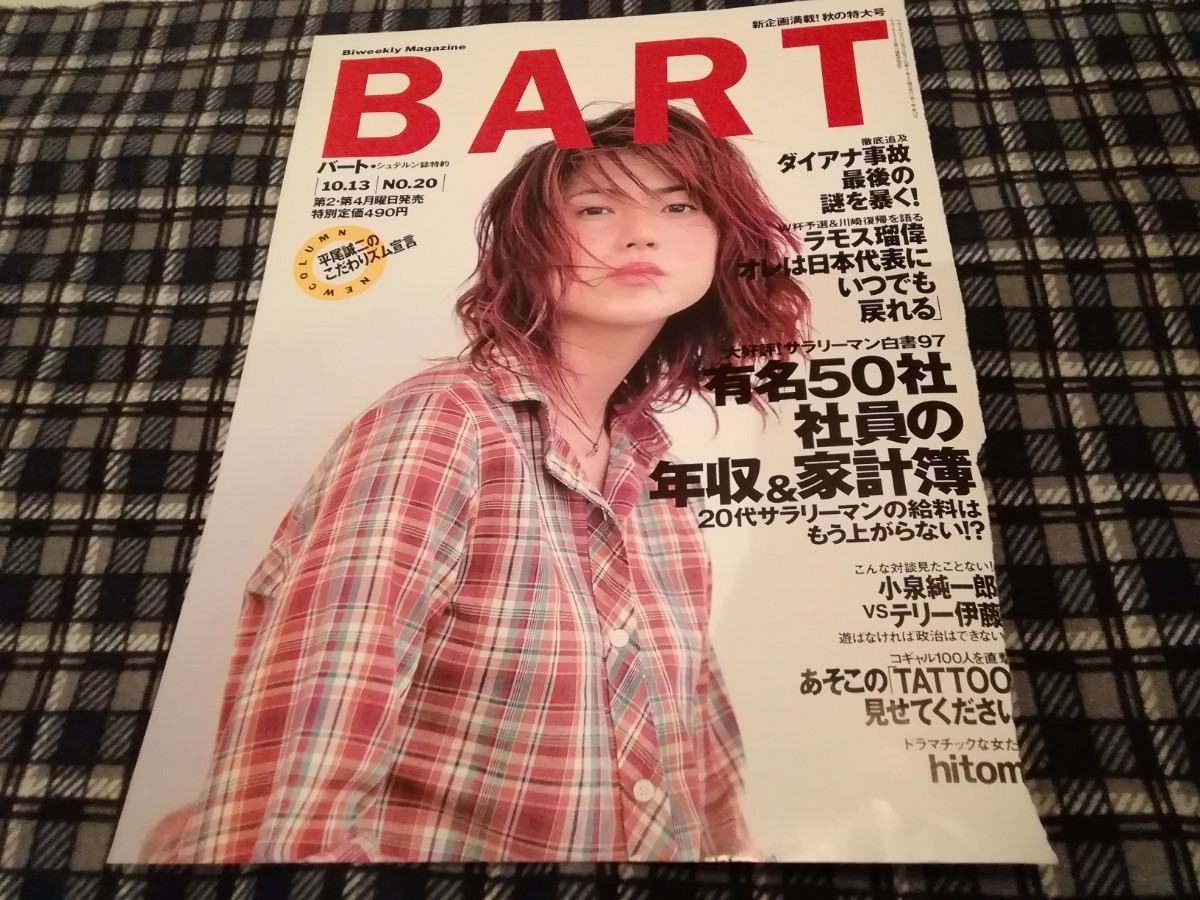 Biweekly Magazine
新企画満載!秋の特大号
BART
バート・シュテルン誌特約
10.13 NO.20
第2・第4月曜日発売
特別定価490円
NEW COLUMN
平尾誠二の
こだわりズム宣言
徹底追及
ダイアナ事故
最後の
謎を暴く!
W杯予選&川崎復帰を語る
ラモス瑠偉
オレは日本代表に
いつでも
戻れる」
大好評!サラリーマン白書97
有名50社
社員の
年収&家計簿
20代サラリーマンの給料は
もう上がらない!?
こんな対談見たことない!
小泉純一郎
VSテリー伊藤
遊ばなければ政治はできない
コギャル100人を直撃
あそこの「TATTOO
見せてください
ドラマチックな女た
hitom